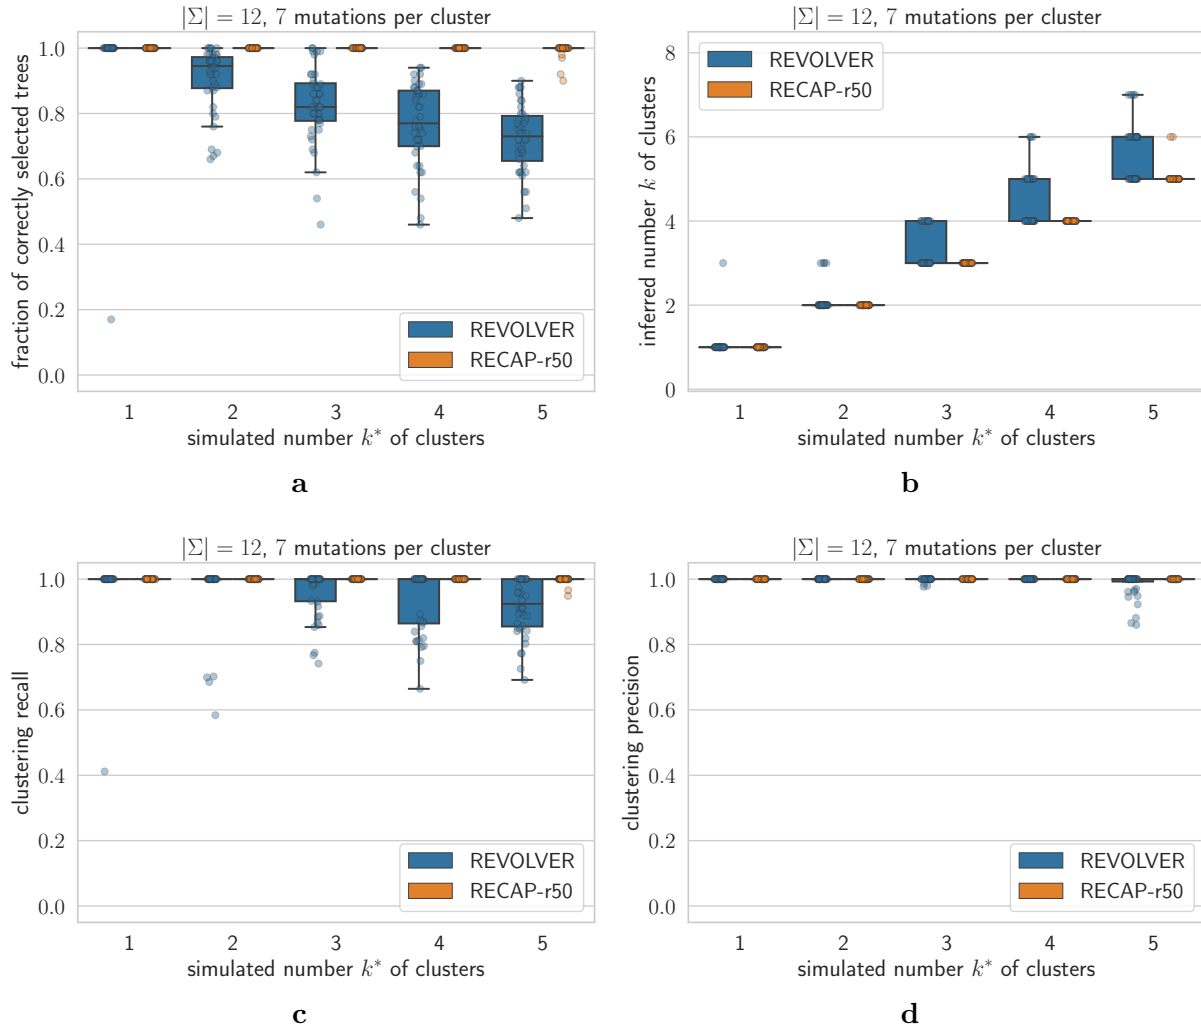 |Σ| = 12, 7 mutations per cluster
fraction of correctly selected trees
1.0
0.8
0.6
0.4
0.2
0.0
REVOLVER
RECAP-r50
1 2 3 4 5
simulated number k* of clusters
a
|Σ| = 12, 7 mutations per cluster
inferred number k of clusters
8
6
4
2
0
REVOLVER
RECAP-r50
1 2 3 4 5
simulated number k* of clusters
b
|Σ| = 12, 7 mutations per cluster
clustering recall
1.0
0.8
0.6
0.4
0.2
0.0
REVOLVER
RECAP-r50
1 2 3 4 5
simulated number k* of clusters
c
|Σ| = 12, 7 mutations per cluster
clustering precision
1.0
0.8
0.6
0.4
0.2
0.0
REVOLVER
RECAP-r50
1 2 3 4 5
simulated number k* of clusters
d